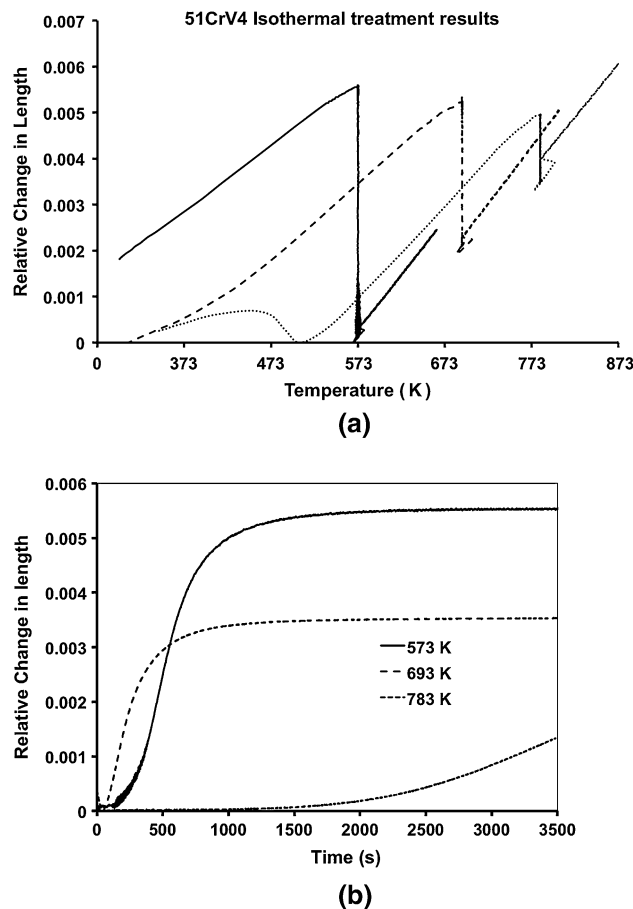 51CrV4 Isothermal treatment results
0.007
0.006
0.005
0.004
0.003
0.002
0.001
0
Relative Change in Length
0 373 473 573 673 773 873
Temperature ( K )
(a)
0.006
0.005
0.004
0.003
0.002
0.001
0
Relative Change in length
573 K
693 K
783 K
0 500 1000 1500 2000 2500 3000 3500
Time (s)
(b)